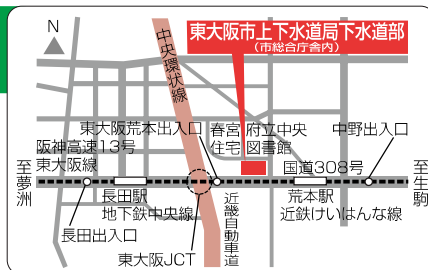 N
東大阪市上下水道局下水道部
(市総合庁舎内)
中央環状線
東大阪荒本出入口
春宮
住宅
府立中央
図書館
中野出入口
阪神高速13号
東大阪線
国道308号
至夢洲
至生駒
長田駅
地下鉄中央線
荒本駅
近鉄けいはんな線
長田出入口
東大阪JCT
近畿自動車道